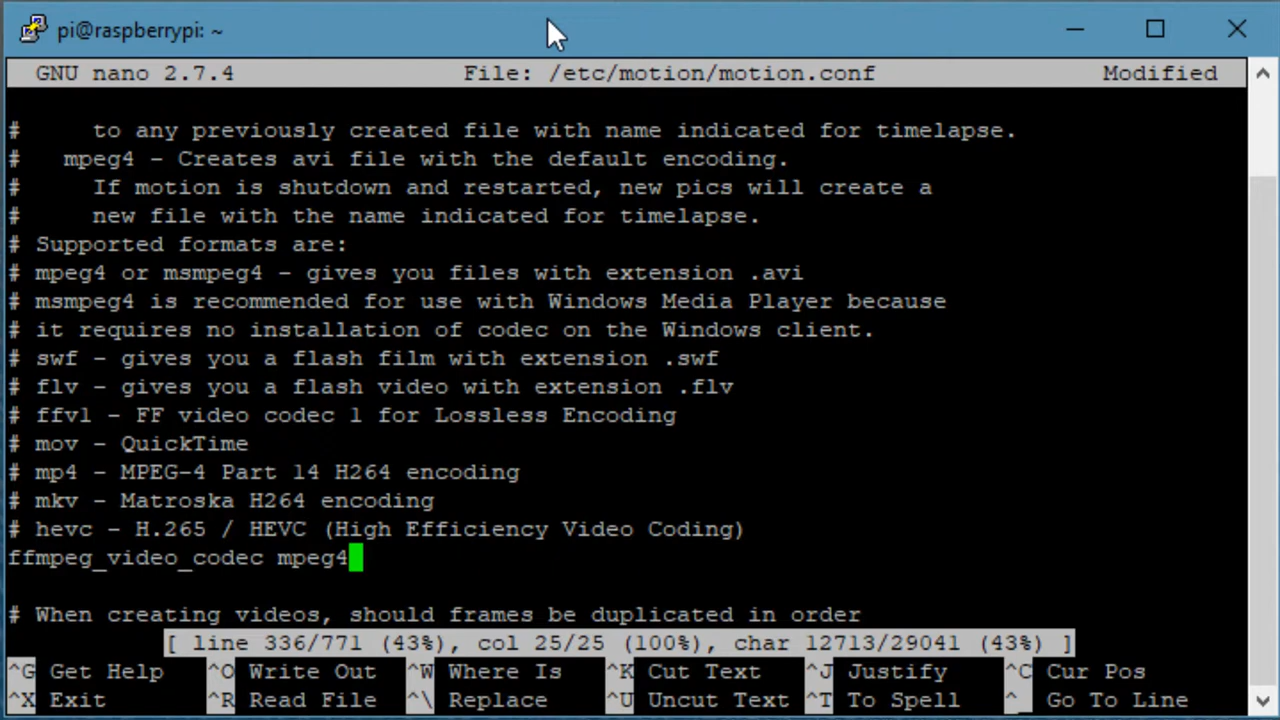 pi@raspberrypi: ~
GNU nano 2.7.4 File: /etc/motion/motion.conf Modified
# to any previously created file with name indicated for timelapse.
# mpeg4 - Creates avi file with the default encoding.
# If motion is shutdown and restarted, new pics will create a
# new file with the name indicated for timelapse.
# Supported formats are:
# mpeg4 or msmpeg4 - gives you files with extension .avi
# msmpeg4 is recommended for use with Windows Media Player because
# it requires no installation of codec on the Windows client.
# swf - gives you a flash film with extension .swf
# flv - gives you a flash video with extension .flv
# ffv1 - FF video codec 1 for Lossless Encoding
# mov - QuickTime
# mp4 - MPEG-4 Part 14 H264 encoding
# mkv - Matroska H264 encoding
# hevc - H.265 / HEVC (High Efficiency Video Coding)
ffmpeg_video_codec mpeg4
# When creating videos, should frames be duplicated in order
[ line 336/771 (43%), col 25/25 (100%), char 12713/29041 (43%) ]
^G Get Help ^O Write Out ^W Where Is ^K Cut Text ^J Justify ^C Cur Pos
^X Exit ^R Read File ^\ Replace ^U Uncut Text ^T To Spell ^_ Go To Line